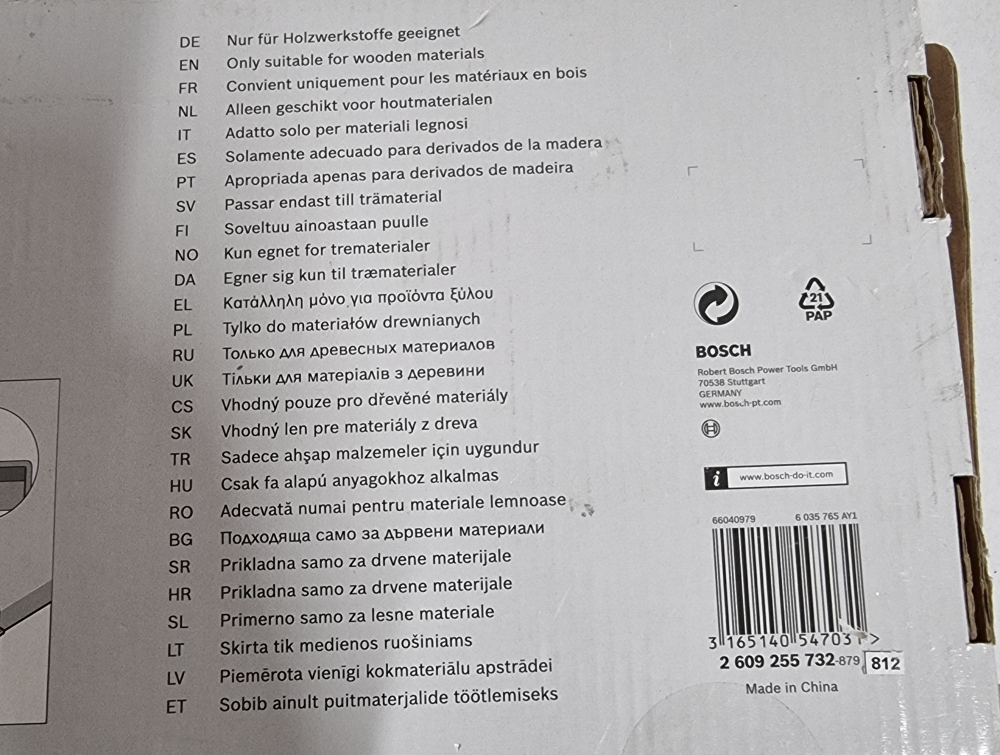 DE Nur für Holzwerkstoffe geeignet
EN Only suitable for wooden materials
FR Convient uniquement pour les matériaux en bois
NL Alleen geschikt voor houtmaterialen
IT Adatto solo per materiali legnosi
ES Solamente adecuado para derivados de la madera
PT Apropriada apenas para derivados de madeira
SV Passar endast till trämaterial
FI Soveltuu ainoastaan puulle
NO Kun egnet for trematerialer
DA Egner sig kun til træmaterialer
EL Κατάλληλη μόνο για προϊόντα ξύλου
PL Tylko do materiałów drewnianych
RU Только для древесных материалов
UK Тільки для матеріалів з деревини
CS Vhodný pouze pro dřevěné materiály
SK Vhodný len pre materiály z dreva
TR Sadece ahşap malzemeler için uygundur
HU Csak fa alapú anyagokhoz alkalmas
RO Adecvată numai pentru materiale lemnoase
BG Подходяща само за дървени материали
SR Prikladna samo za drvene materijale
HR Prikladna samo za drvene materijale
SL Primerno samo za lesne materiale
LT Skirta tik medienos ruošiniams
LV Piemērota vienīgi kokmateriālu apstrādei
ET Sobib ainult puitmaterjalide töötlemiseks
21
PAP
BOSCH
Robert Bosch Power Tools GmbH
70538 Stuttgart
GERMANY
www.bosch-pt.com
i www.bosch-do-it.com
66040979 6 035 765 AY1
3 165140 54703 >
2 609 255 732-879 812
Made in China